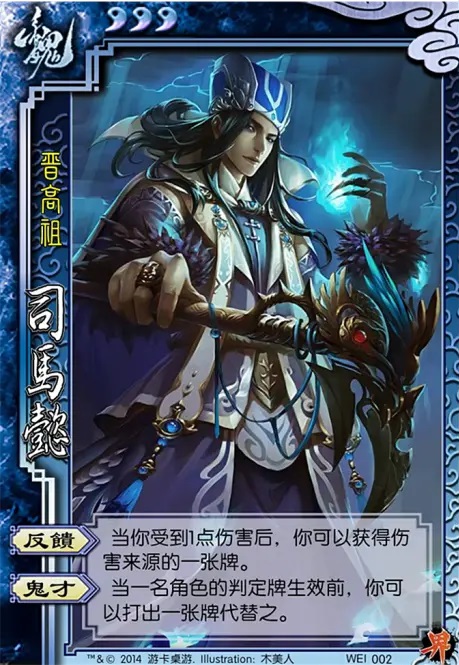 魏
晋高祖
司馬懿
反饋
当你受到1点伤害后，你可以获得伤
害来源的一张牌。
鬼才
当一名角色的判定牌生效前，你可
以打出一张牌代替之。
™&© 2014 游卡桌游. Illustration: 木美人
WEI 002
界